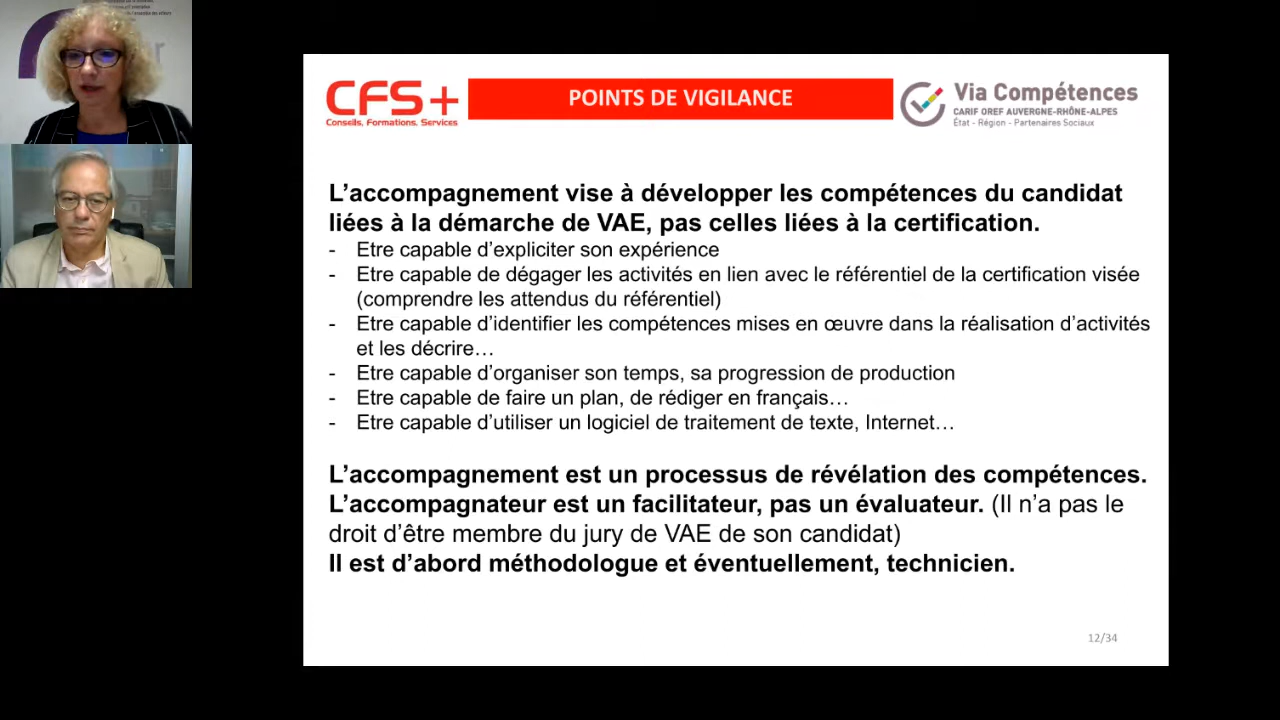 CFS+
Conseils, Formations, Services
POINTS DE VIGILANCE
Via Compétences
CARIF OREF AUVERGNE-RHÔNE-ALPES
État - Région - Partenaires Sociaux
L’accompagnement vise à développer les compétences du candidat
liées à la démarche de VAE, pas celles liées à la certification.
- Etre capable d’expliciter son expérience
- Etre capable de dégager les activités en lien avec le référentiel de la certification visée
(comprendre les attendus du référentiel)
- Etre capable d’identifier les compétences mises en œuvre dans la réalisation d’activités
et les décrire…
- Etre capable d’organiser son temps, sa progression de production
- Etre capable de faire un plan, de rédiger en français…
- Etre capable d’utiliser un logiciel de traitement de texte, Internet…
L’accompagnement est un processus de révélation des compétences.
L’accompagnateur est un facilitateur, pas un évaluateur. (Il n’a pas le
droit d’être membre du jury de VAE de son candidat)
Il est d’abord méthodologue et éventuellement, technicien.
12/34